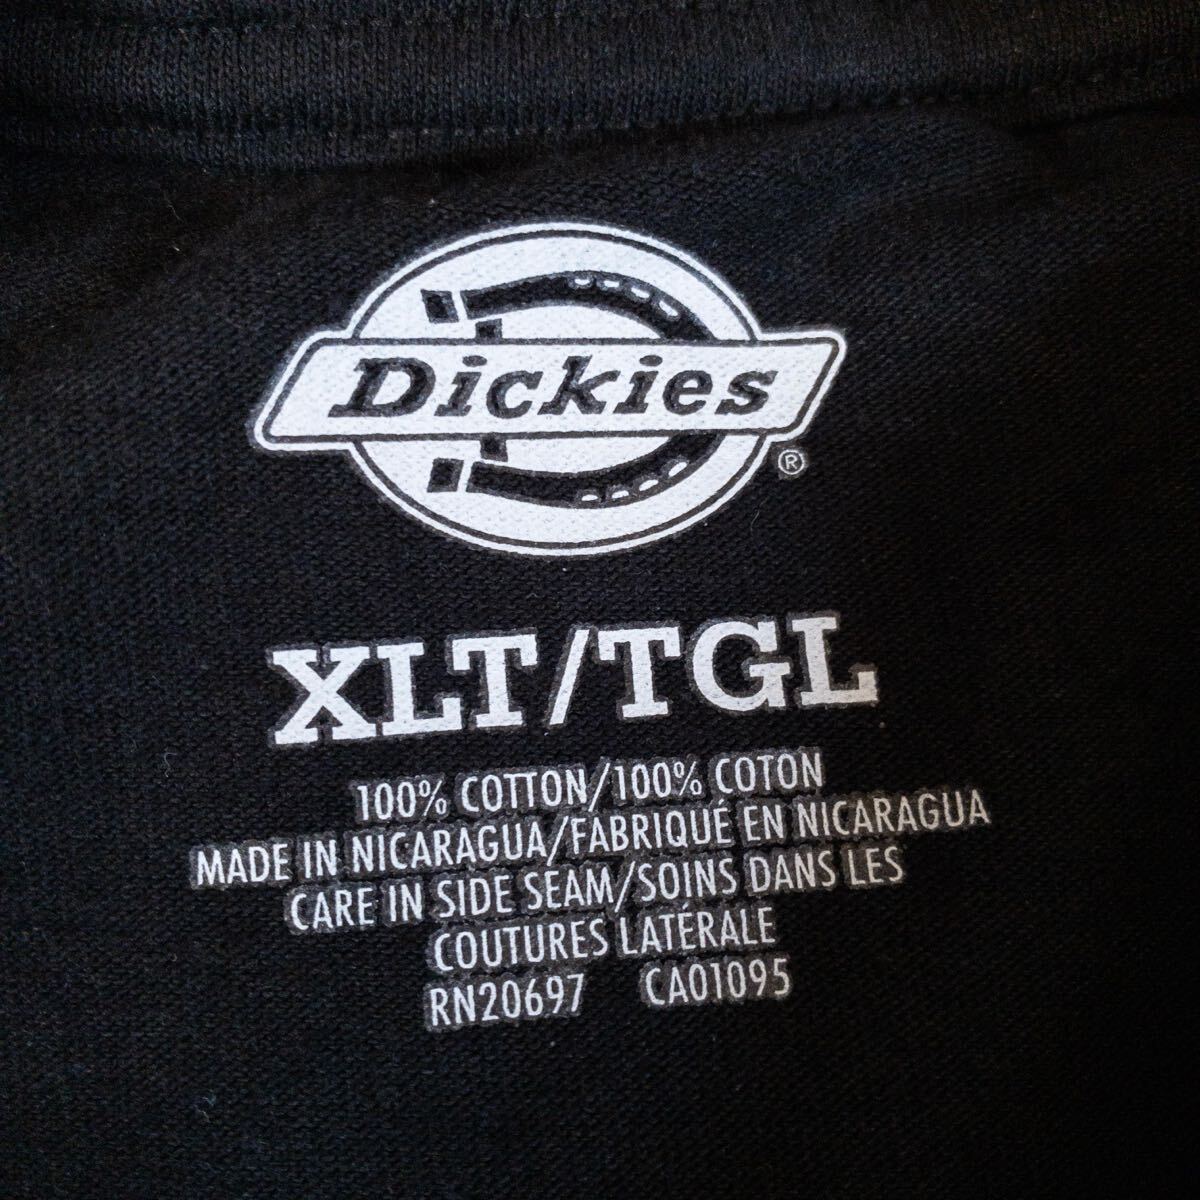 Dickies
®
XLT/TGL
100% COTTON/100% COTON
MADE IN NICARAGUA/FABRIQUÉ EN NICARAGUA
CARE IN SIDE SEAM/SOINS DANS LES
COUTURES LATÉRALE
RN20697 CA01095